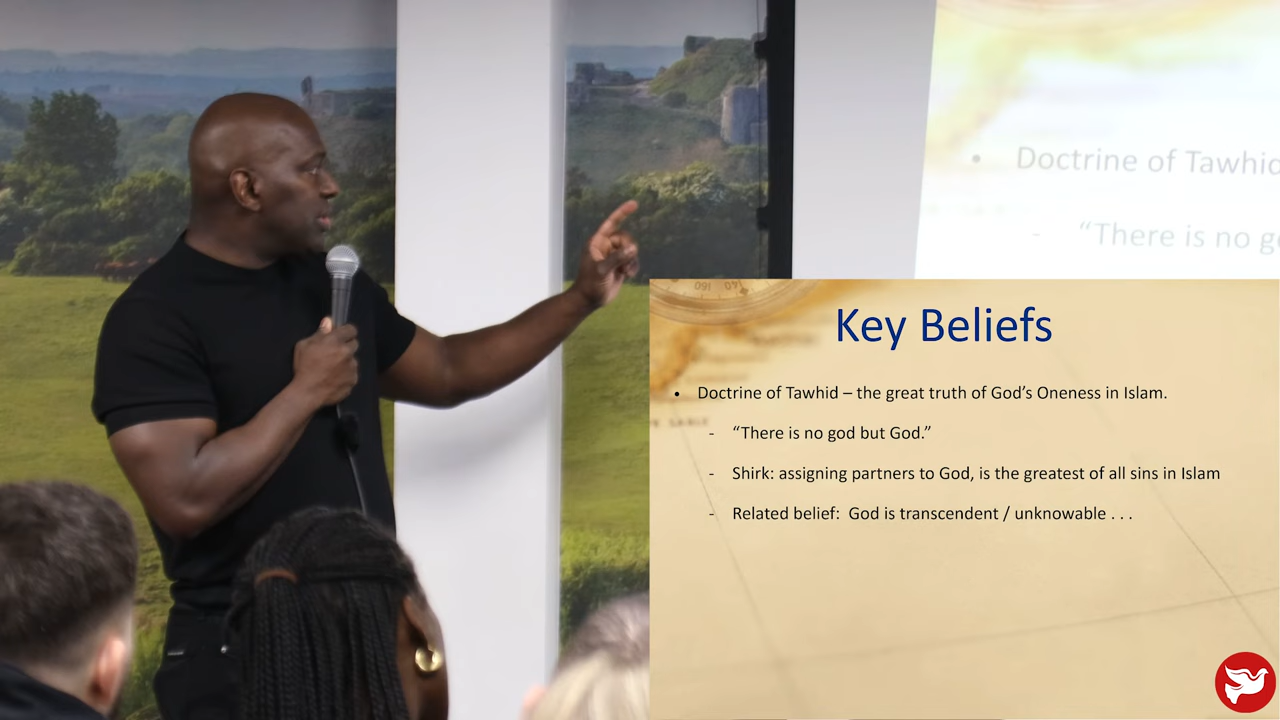 Doctrine of Tawhid
- "There is no
Key Beliefs
• Doctrine of Tawhid – the great truth of God's Oneness in Islam.
- "There is no god but God."
- Shirk: assigning partners to God, is the greatest of all sins in Islam
- Related belief: God is transcendent / unknowable . . .